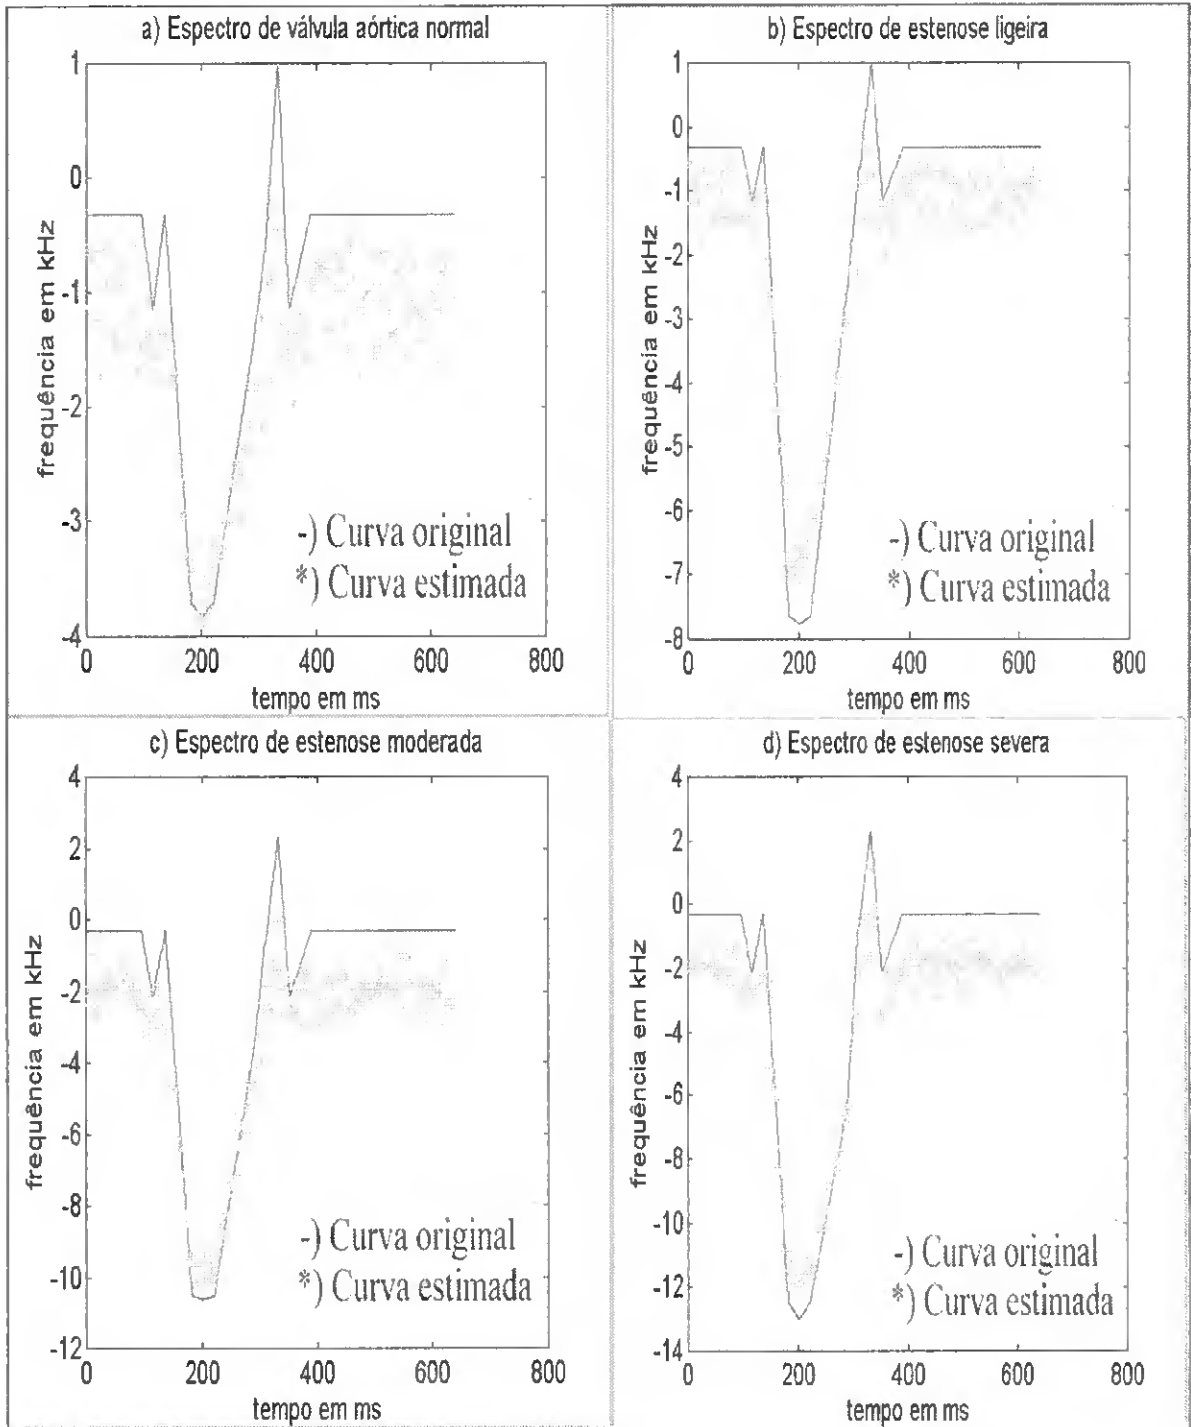 a) Espectro de válvula aórtica normal
1
0
-1
-2
-3
-4
frequência em kHz
0
200
400
600
800
tempo em ms
-) Curva original
*) Curva estimada
b) Espectro de estenose ligeira
1
0
-1
-2
-3
-4
-5
-6
-7
-8
frequência em kHz
0
200
400
600
800
tempo em ms
-) Curva original
*) Curva estimada
c) Espectro de estenose moderada
4
2
0
-2
-4
-6
-8
-10
-12
frequência em kHz
0
200
400
600
800
tempo em ms
-) Curva original
*) Curva estimada
d) Espectro de estenose severa
4
2
0
-2
-4
-6
-8
-10
-12
-14
frequência em kHz
0
200
400
600
800
tempo em ms
-) Curva original
*) Curva estimada